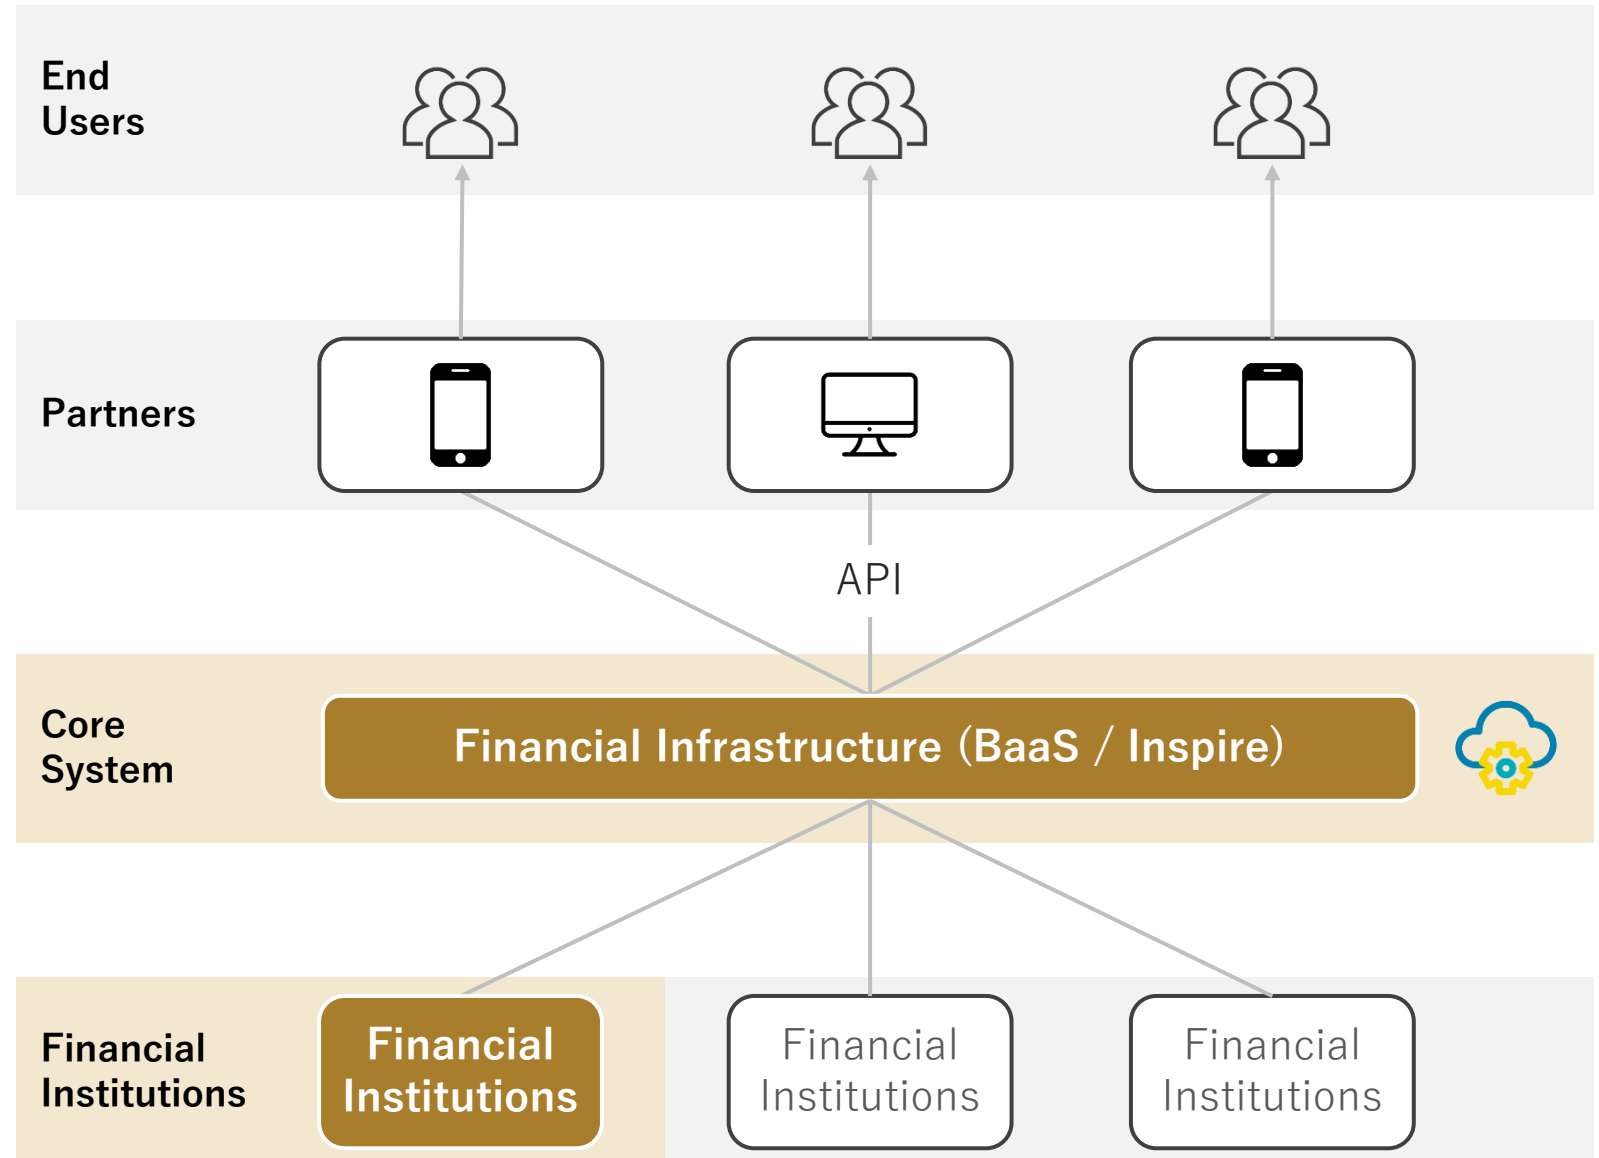 End
Users
Partners
API
Core
System
Financial Infrastructure (BaaS / Inspire)
Financial
Institutions
Financial
Institutions
Financial
Institutions
Financial
Institutions